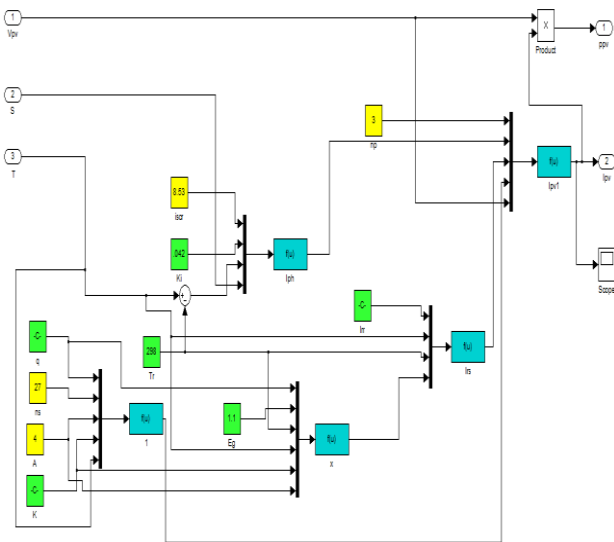 1
Vpv
X
Product
1
ppv
2
S
3
np
3
T
f(u)
Ipv1
2
Ipv
8.53
iscr
.042
Ki
f(u)
Iph
Scope
-C-
Irr
-C-
q
298
Tr
f(u)
Irs
27
ns
4
A
f(u)
1
1.1
Eg
f(u)
x
-C-
K